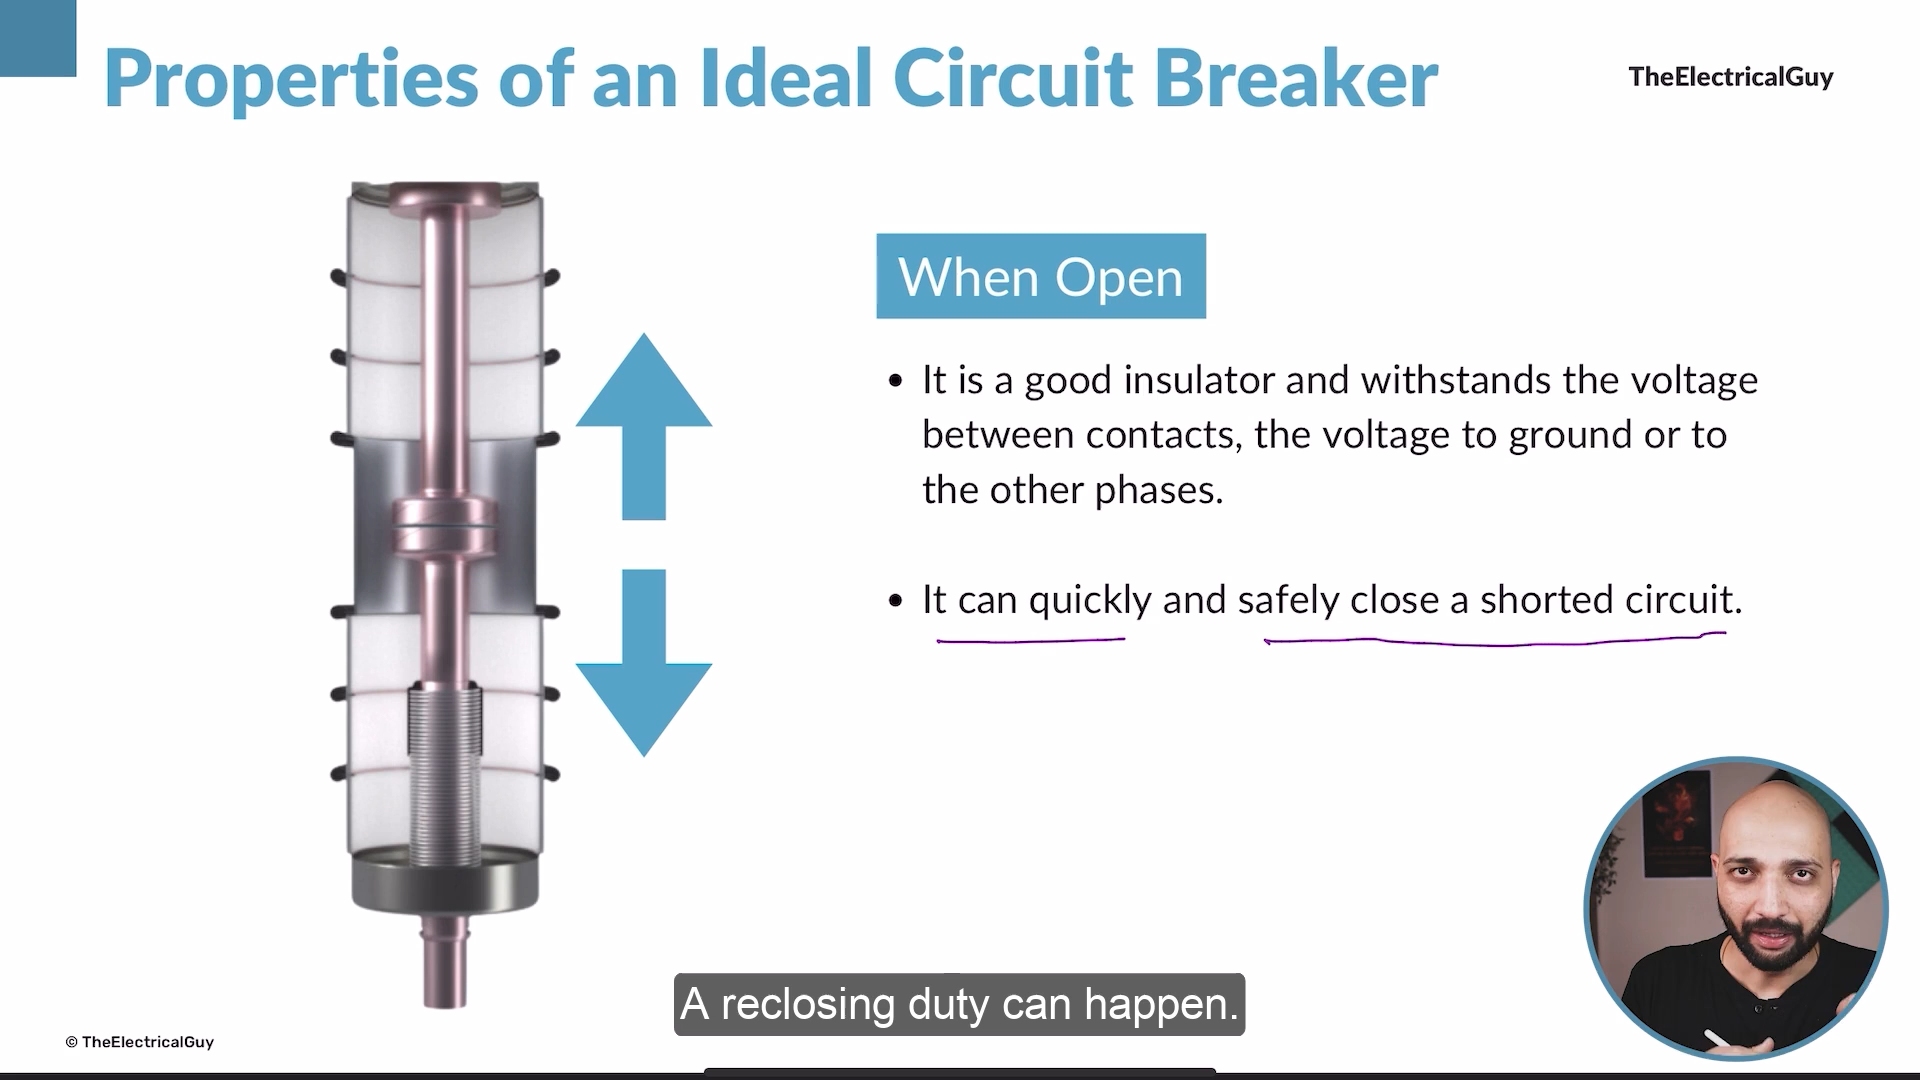 Properties of an Ideal Circuit Breaker
TheElectricalGuy
When Open
• It is a good insulator and withstands the voltage
between contacts, the voltage to ground or to
the other phases.
• It can quickly and safely close a shorted circuit.
A reclosing duty can happen.
© TheElectricalGuy